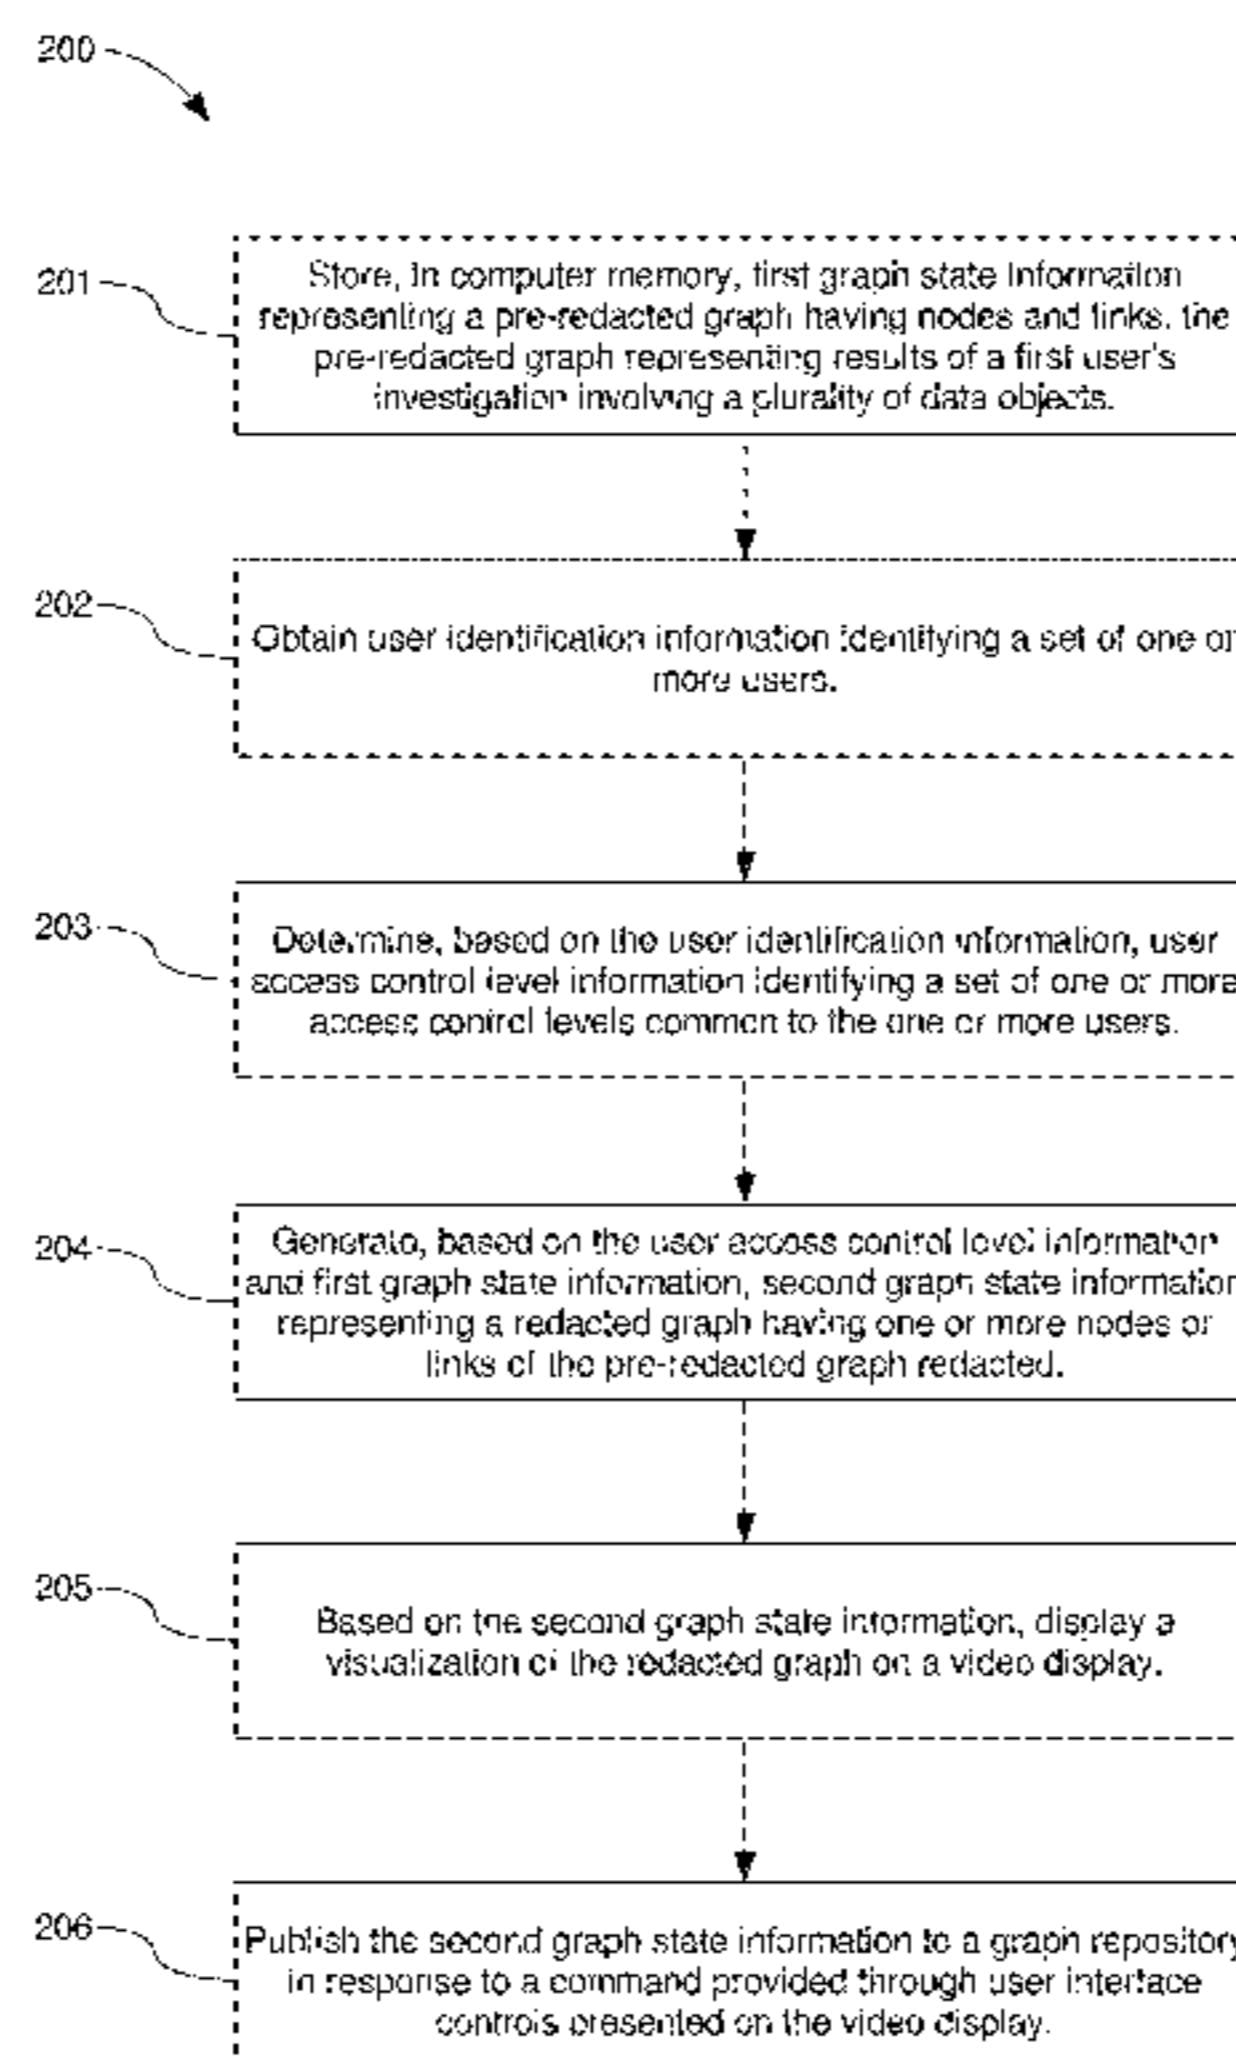 200
201
Store, in computer memory, first graph state information
representing a pre-redacted graph having nodes and links, the
pre-redacted graph representing results of a first user's
investigation involving a plurality of data objects.
202
Obtain user identification information identifying a set of one or
more users.
203
Determine, based on the user identification information, user
access control level information identifying a set of one or more
access control levels common to the one or more users.
204
Generate, based on the user access control level information
and first graph state information, second graph state information
representing a redacted graph having one or more nodes or
links of the pre-redacted graph redacted.
205
Based on the second graph state information, display a
visualization of the redacted graph on a video display.
206
Publish the second graph state information to a graph repository
in response to a command provided through user interface
controls presented on the video display.